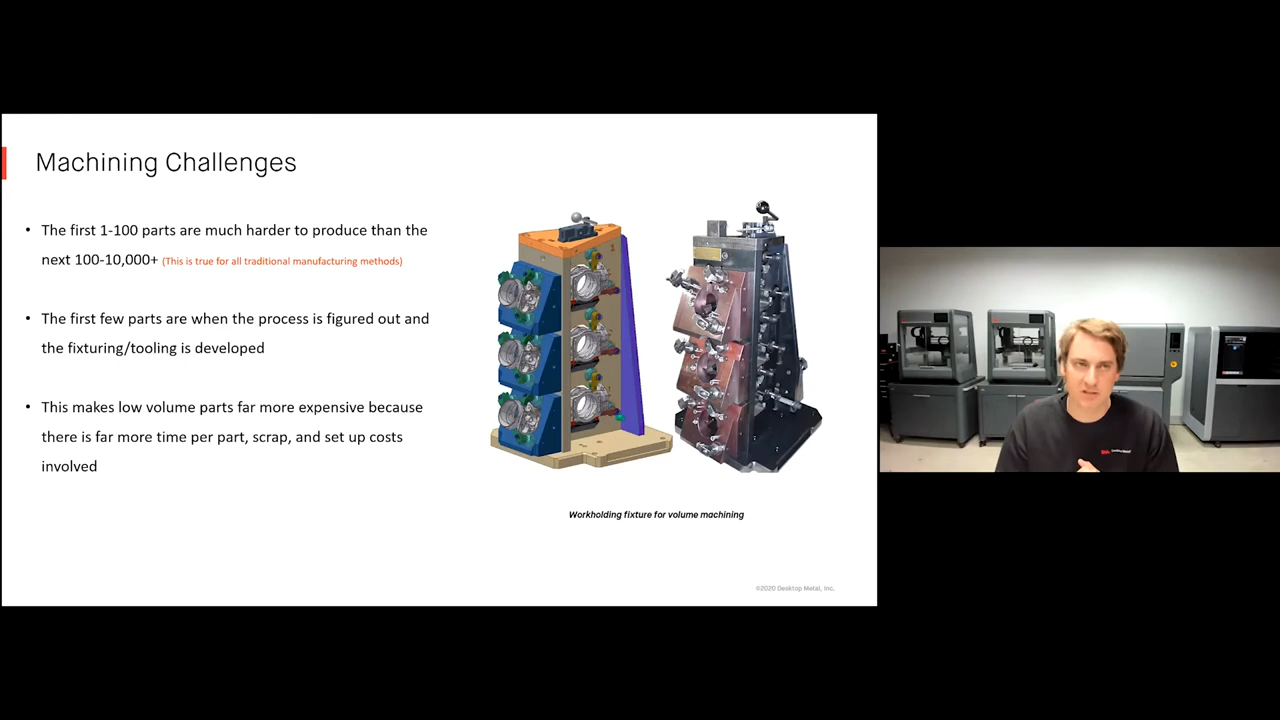 Machining Challenges
• The first 1-100 parts are much harder to produce than the
next 100-10,000+ (This is true for all traditional manufacturing methods)
• The first few parts are when the process is figured out and
the fixturing/tooling is developed
• This makes low volume parts far more expensive because
there is far more time per part, scrap, and set up costs
involved
Workholding fixture for volume machining
©2020 Desktop Metal, Inc.